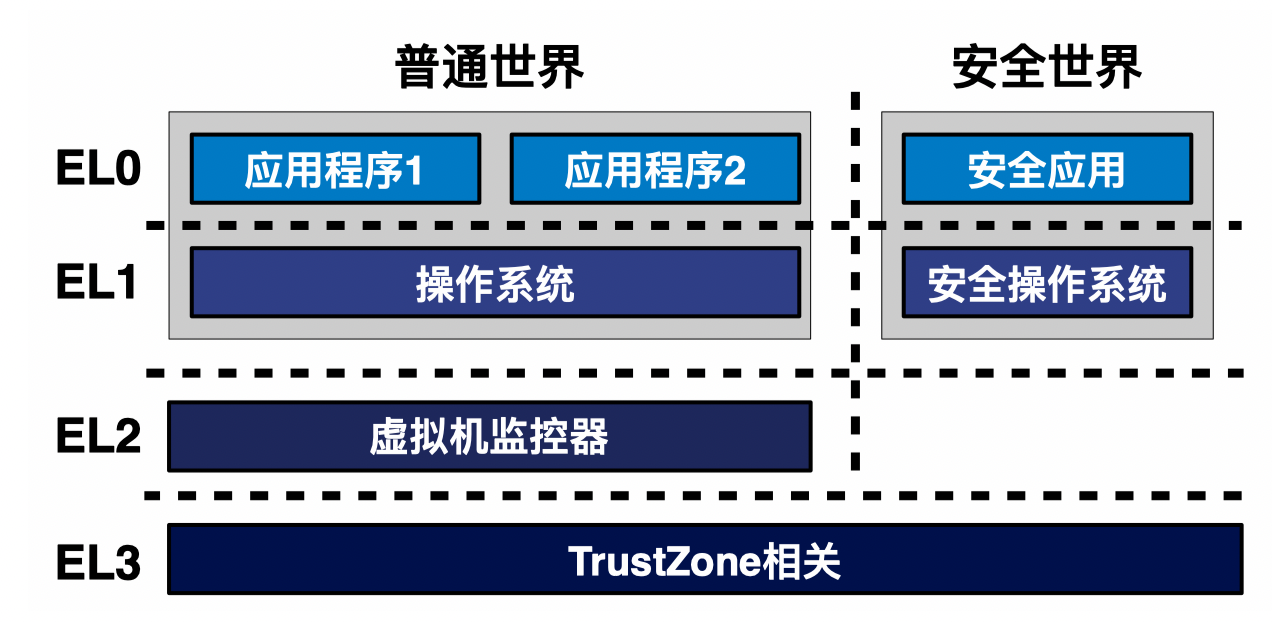 普通世界
安全世界
EL0
应用程序1
应用程序2
安全应用
EL1
操作系统
安全操作系统
EL2
虚拟机监控器
EL3
TrustZone相关